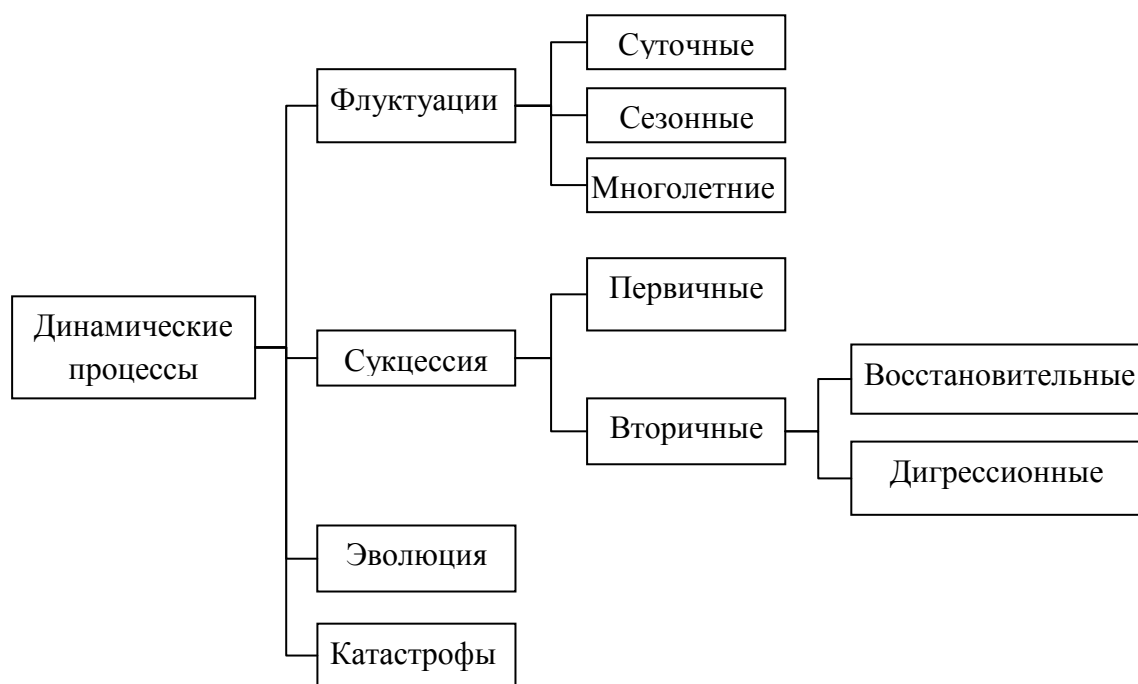 Динамические
процессы
Флуктуации
Суточные
Сезонные
Многолетние
Сукцессия
Первичные
Вторичные
Восстановительные
Дигрессионные
Эволюция
Катастрофы